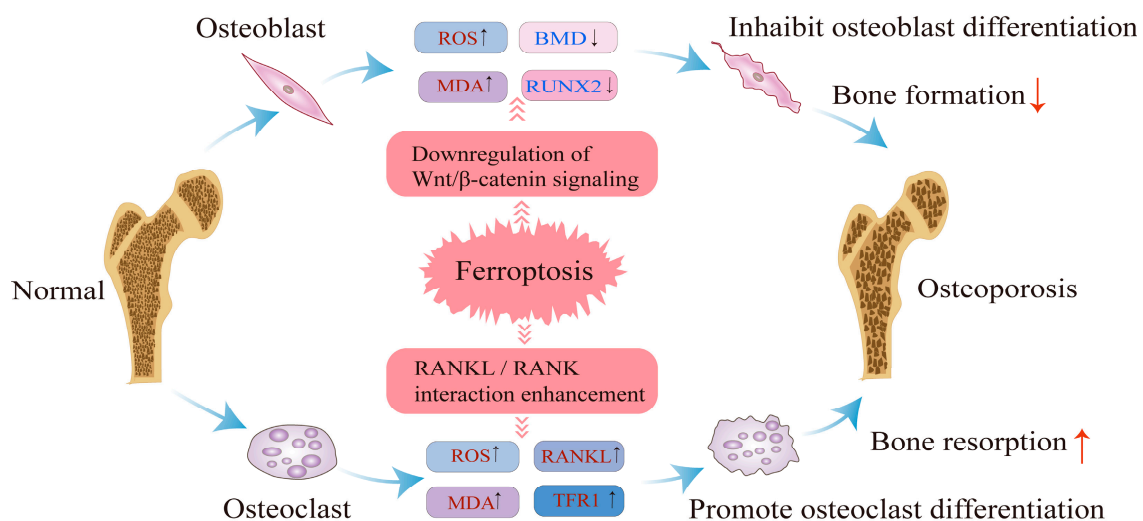 Osteoblast
ROS↑
BMD↓
MDA↑
RUNX2↓
Inhaibit osteoblast differentiation
Bone formation↓
Downregulation of
Wnt/β-catenin signaling
Normal
Ferroptosis
Ostcoporosis
RANKL / RANK
interaction enhancement
Osteoclast
ROS↑
RANKL↑
MDA↑
TFR1↑
Bone resorption↑
Promote osteoclast differentiation